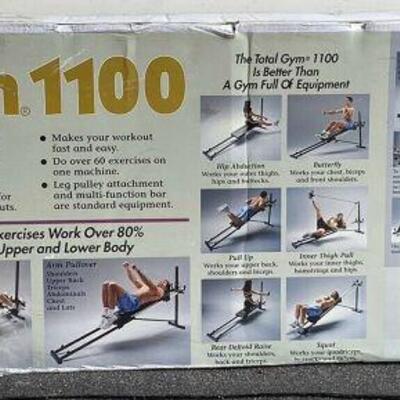 m® 1100
• Makes your workout
fast and easy.
• Do over 60 exercises on
one machine.
• Leg pulley attachment
and multi-function bar
are standard equipment.
for
uts.
xercises Work Over 80%
Upper and Lower Body
Arm Pullover
Shoulders
Upper Back
Triceps
Abdominals
Chest
and Lats
The Total Gym® 1100
Is Better Than
A Gym Full Of Equipment
Hip Abduction
Works your outer thighs,
hips and buttocks.
Butterfly
Works your chest, biceps
and front shoulders.
Pull Up
Works your upper back,
shoulders and biceps.
Inner Thigh Pull
Works your inner thighs,
hamstrings and hips
Rear Deltoid Raise
Works your shoulders,
back and triceps.
Squat
Works your quadriceps,